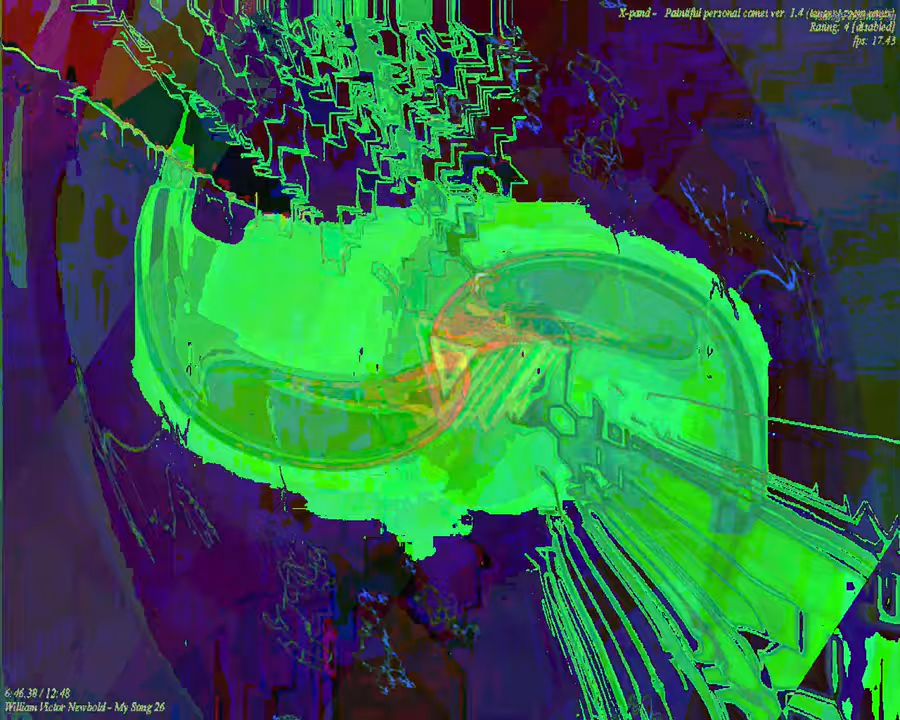 X-pand - Painful personal comet ver. 1.4
Rating: 4 [disabled]
fps: 17.43
6:46.38 / 12:48
William Victor Newbold - My Song 26